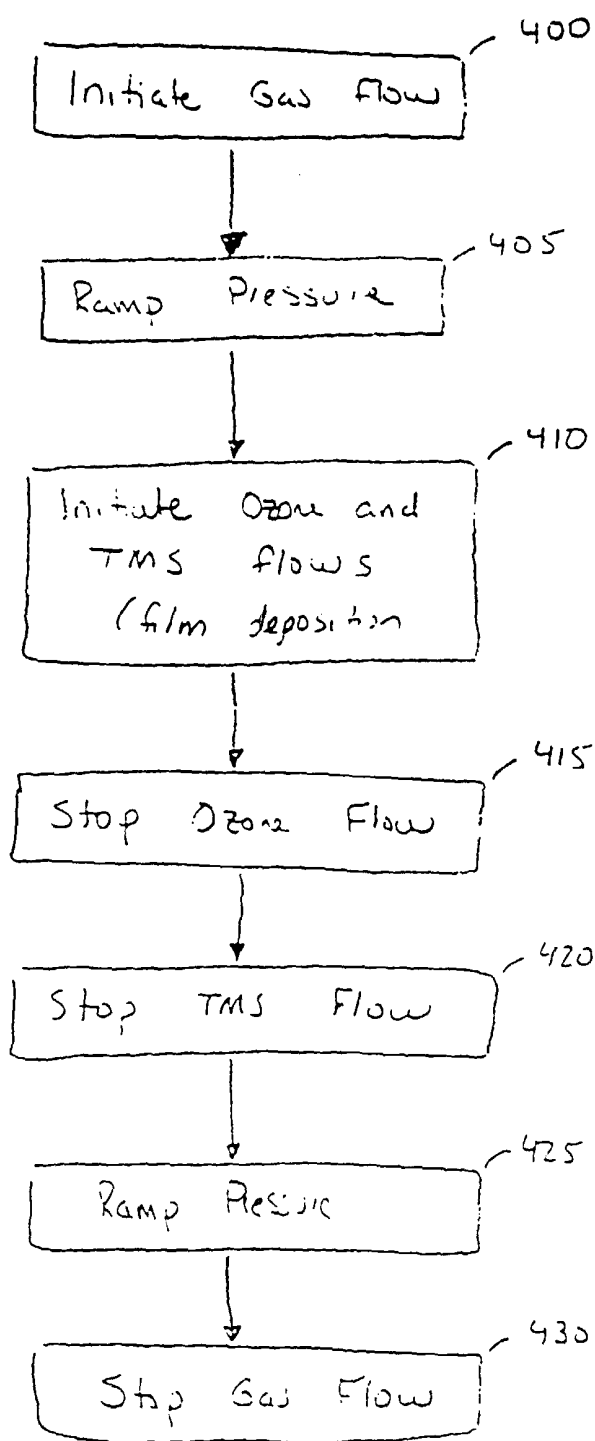 400
Initiate Gas Flow
405
Ramp Pressure
410
Initiate Ozone and
TMS flows
(film deposition
415
Stop Ozone Flow
420
Stop TMS Flow
425
Ramp Pressure
430
Stop Gas Flow